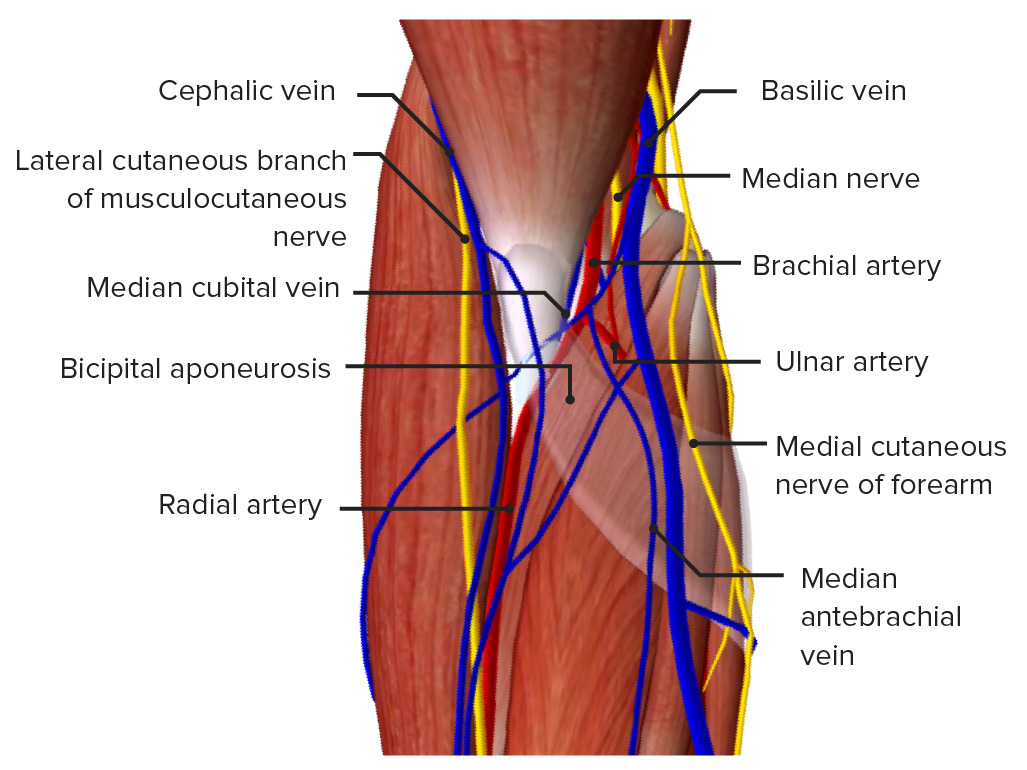 Cephalic vein
Lateral cutaneous branch
of musculocutaneous
nerve
Median cubital vein
Bicipital aponeurosis
Radial artery
Basilic vein
Median nerve
Brachial artery
Ulnar artery
Medial cutaneous
nerve of forearm
Median
antebrachial
vein